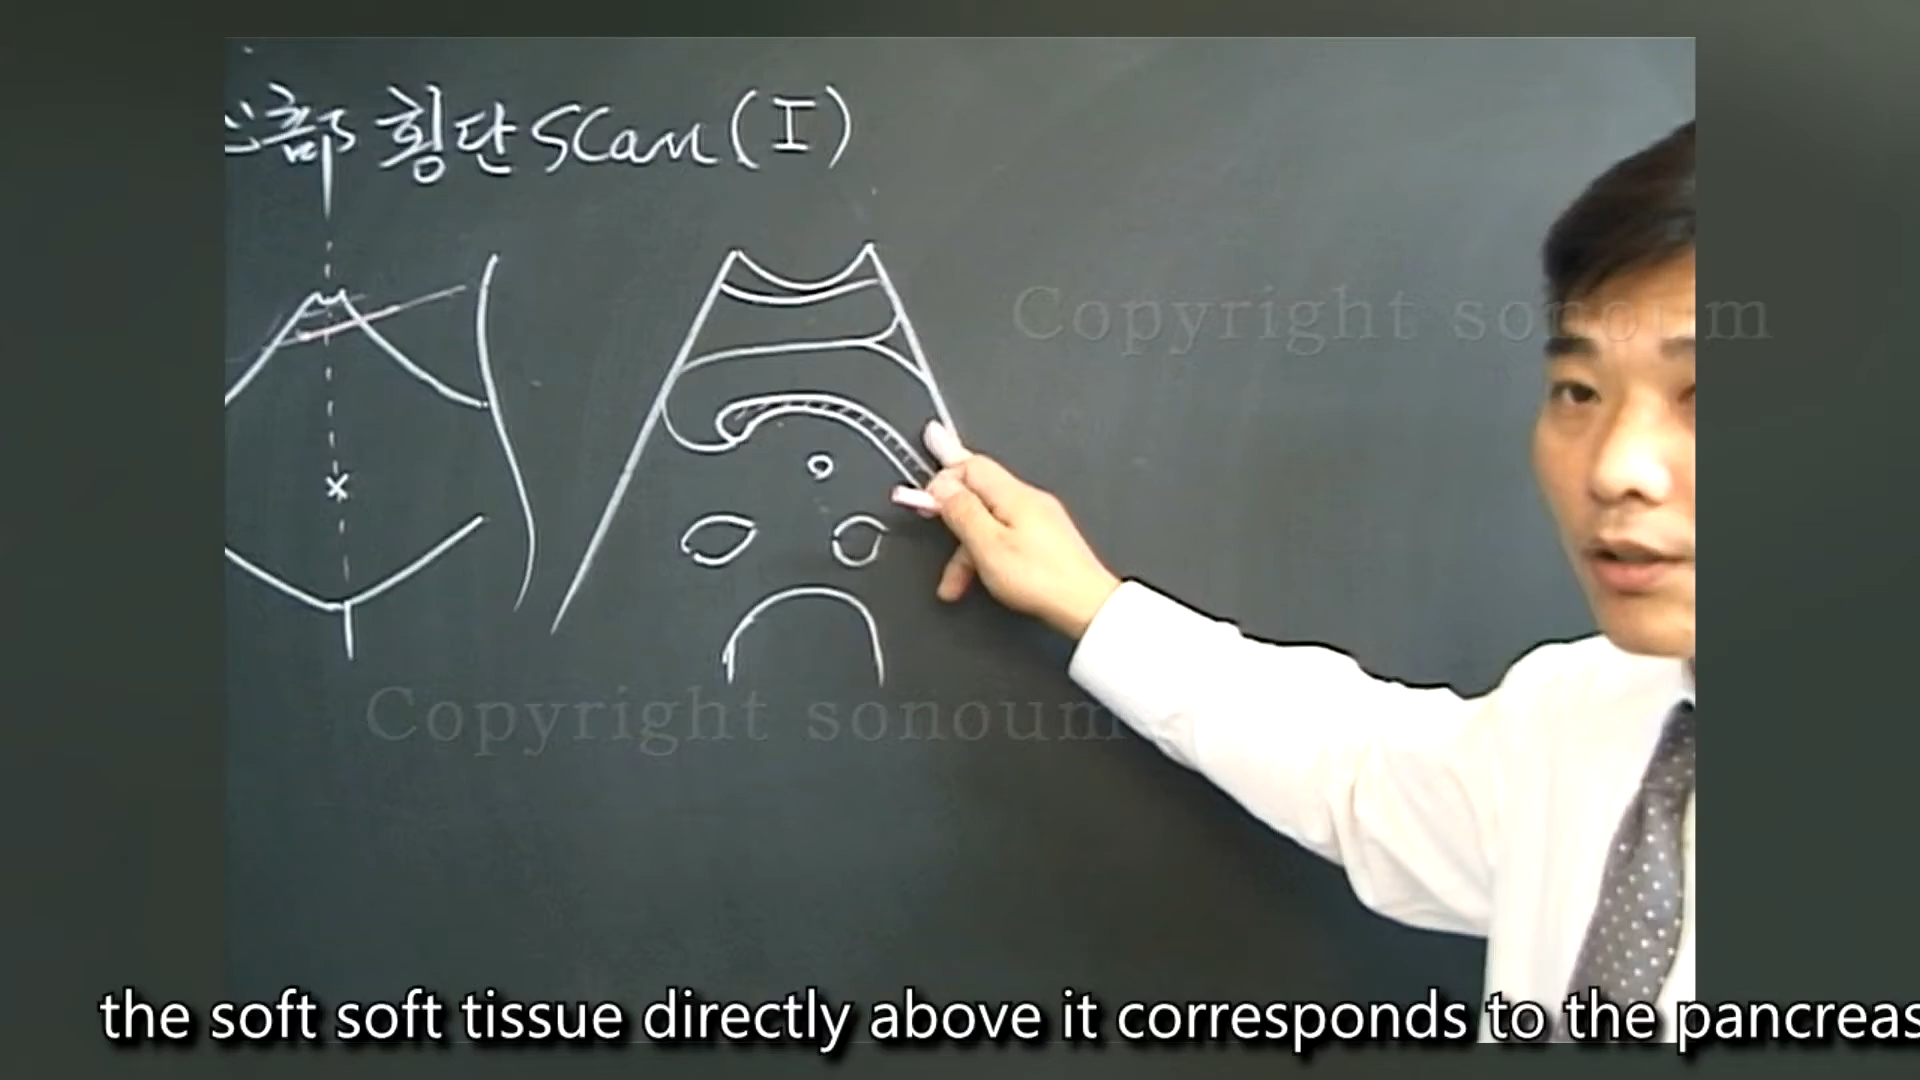 心部 횡단 SCan (I)
Copyright sonoum
x
Copyright sonoum
the soft soft tissue directly above it corresponds to the pancreas